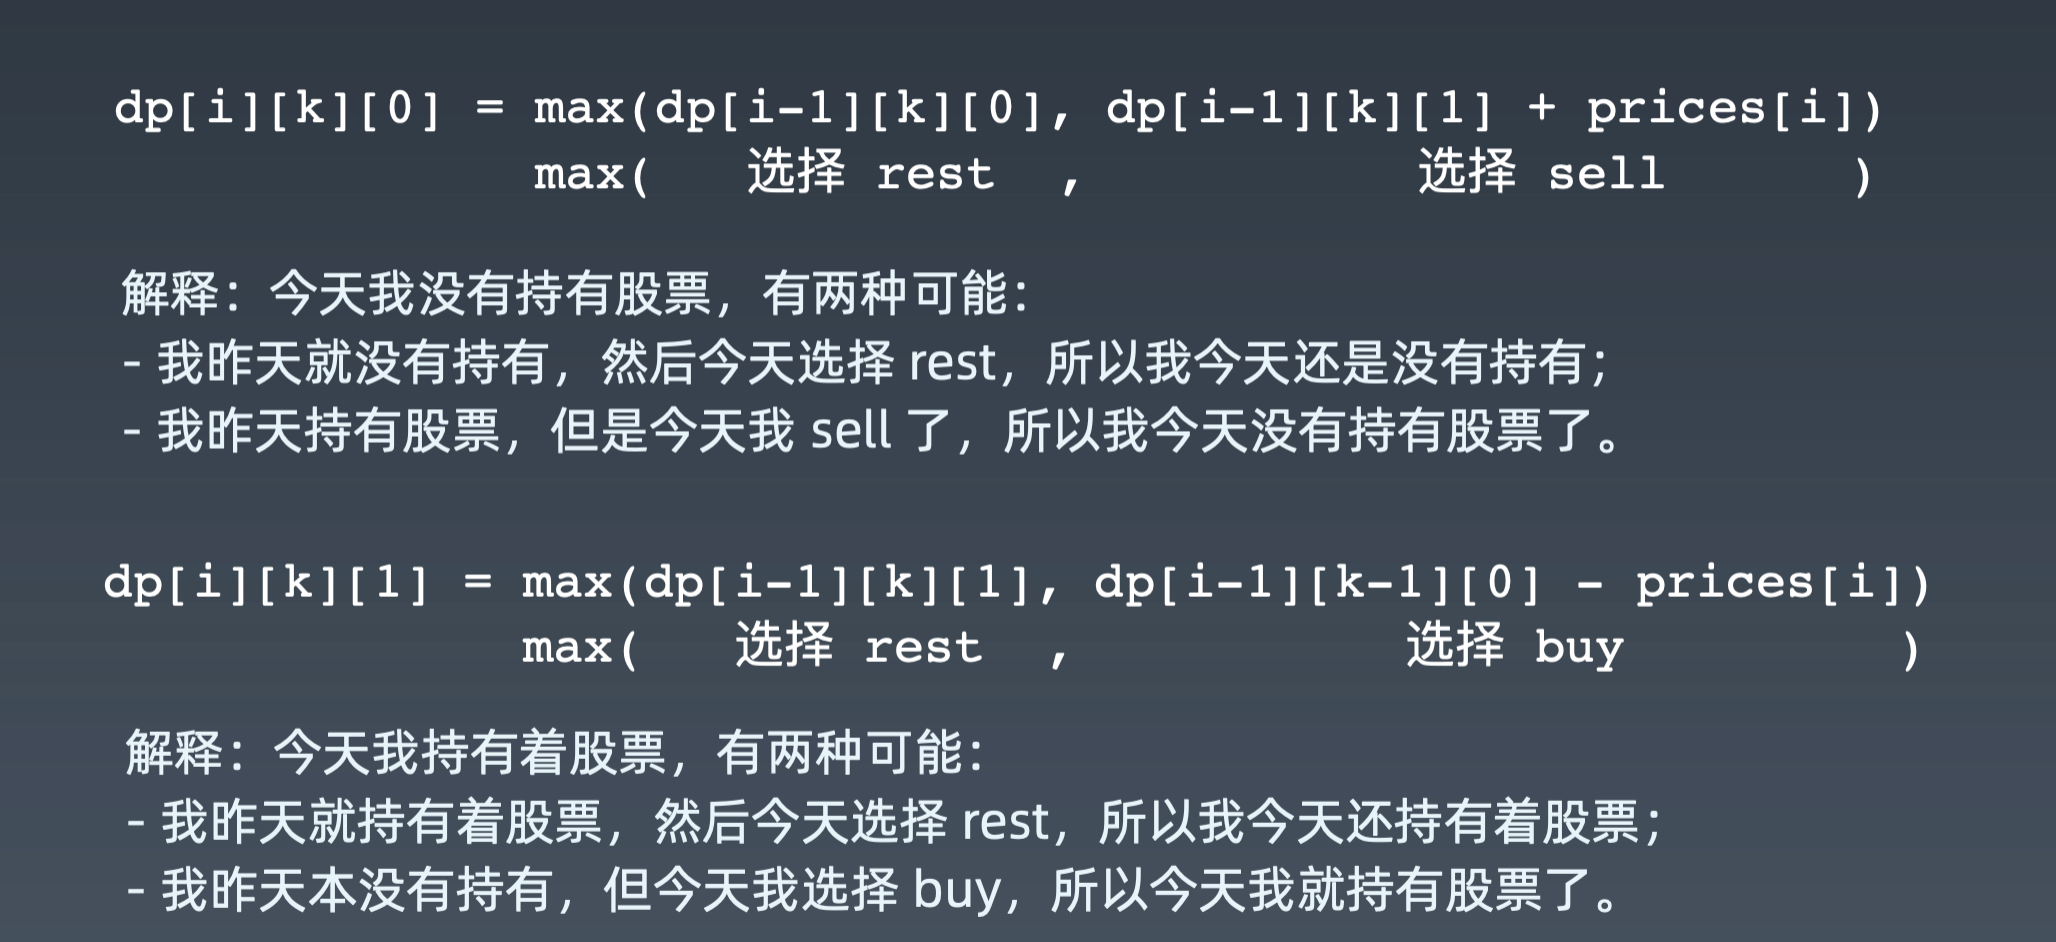 dp[i][k][0] = max(dp[i-1][k][0], dp[i-1][k][1] + prices[i])
max( 选择 rest , 选择 sell )
解释：今天我没有持有股票，有两种可能：
- 我昨天就没有持有，然后今天选择 rest，所以我今天还是没有持有；
- 我昨天持有股票，但是今天我 sell 了，所以我今天没有持有股票了。
dp[i][k][1] = max(dp[i-1][k][1], dp[i-1][k-1][0] - prices[i])
max( 选择 rest , 选择 buy )
解释：今天我持有着股票，有两种可能：
- 我昨天就持有着股票，然后今天选择 rest，所以我今天还持有着股票；
- 我昨天本没有持有，但今天我选择 buy，所以今天我就持有股票了。